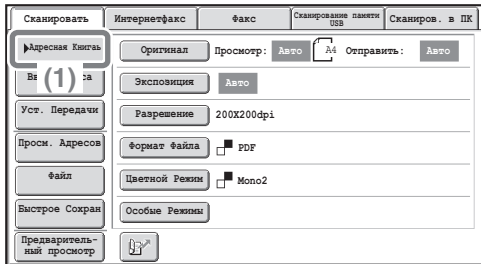 Сканировать Интернетфакс Факс Сканирование памяти USB Сканиров. в ПК
Адресная Книга
Оригинал Просмотр: Авто A4 Отправить: Авто
(1)
Экспозиция Авто
Уст. Передачи
Разрешение 200X200dpi
Просм. Адресов
Формат Файла PDF
Файл
Цветной Режим Mono2
Быстрое Сохран
Особые Режимы
Предваритель-
ный просмотр